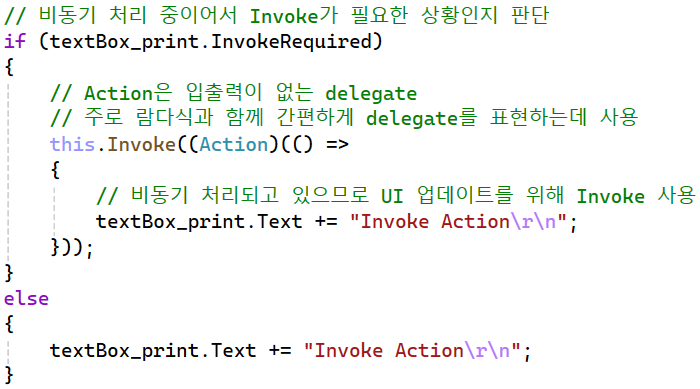 // 비동기 처리 중이어서 Invoke가 필요한 상황인지 판단
if (textBox_print.InvokeRequired)
{
    // Action은 입출력이 없는 delegate
    // 주로 람다식과 함께 간편하게 delegate를 표현하는데 사용
    this.Invoke((Action)(() =>
    {
        // 비동기 처리되고 있으므로 UI 업데이트를 위해 Invoke 사용
        textBox_print.Text += "Invoke Action\r\n";
    }));
}
else
{
    textBox_print.Text += "Invoke Action\r\n";
}